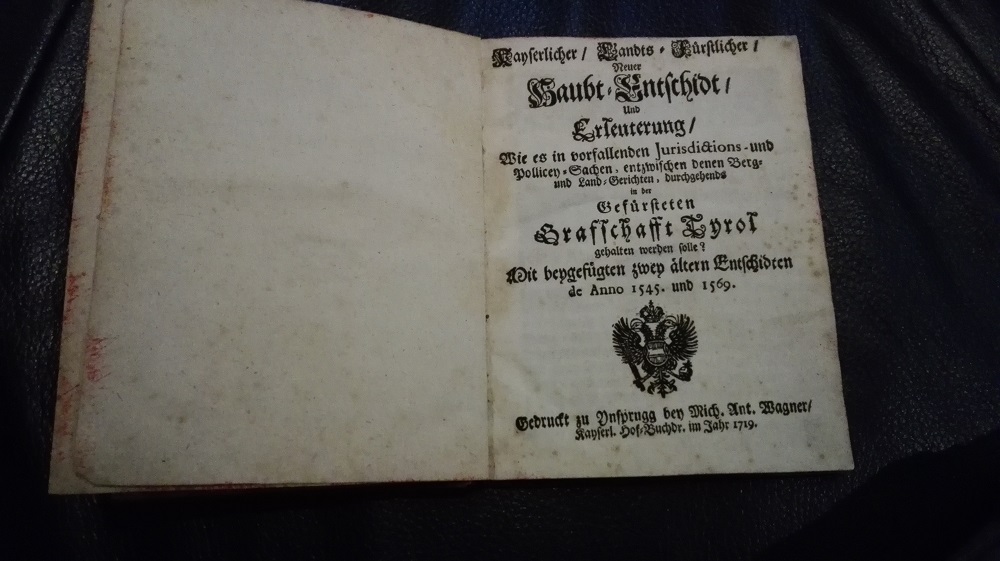 Kayserlicher / Landts-Fürstlicher /
Neuer
Haubt-Entschidt /
Und
Erleuterung /
Wie es in vorfallenden Jurisdictions-und
Pollicey-Sachen, entzwischen denen Berg-
und Land-Gerichten, durchgehends
in der
Gefürsteten
Grafschafft Tyrol
gehalten werden solle?
Mit beygefügten zwey ältern Entschidten
de Anno 1545. und 1569.
Gedruckt zu Ynsprugg bey Mich. Ant. Wagner/
Kayserl. Hof-Buchdr. im Jahr 1719.